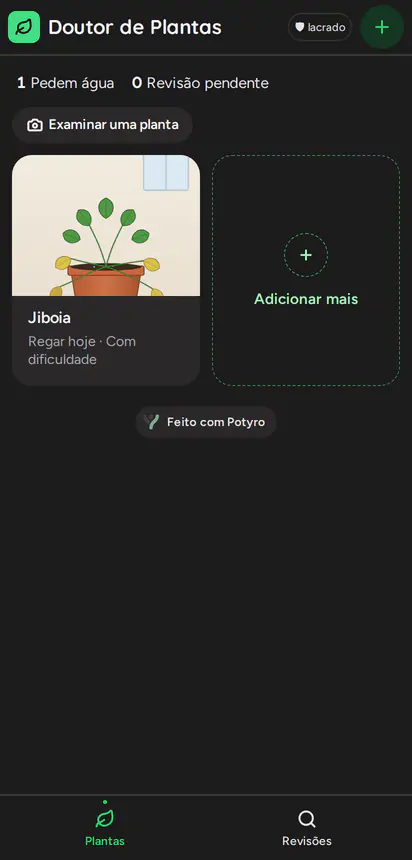 Doutor de Plantas
lacrado
1 Pedem água 0 Revisão pendente
Examinar uma planta
Jiboia
Regar hoje · Com
dificuldade
Adicionar mais
Feito com Potyro
Plantas
Revisões